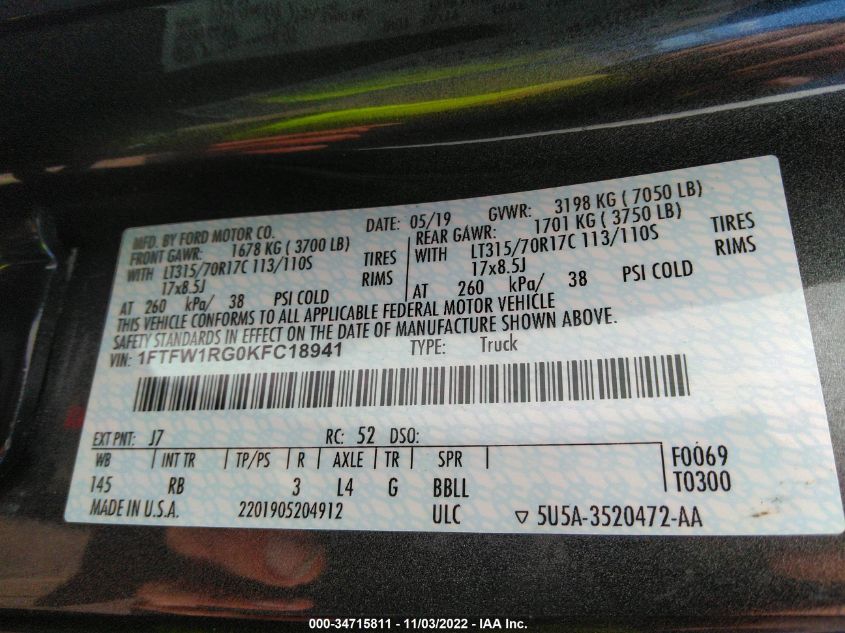 MFD. BY FORD MOTOR CO. DATE: 05/19 GVWR: 3198 KG ( 7050 LB)
FRONT GAWR: 1678 KG ( 3700 LB) REAR GAWR: 1701 KG ( 3750 LB)
WITH LT315/70R17C 113/110S TIRES WITH LT315/70R17C 113/110S TIRES
17x8.5J RIMS 17x8.5J RIMS
AT 260 kPa/ 38 PSI COLD AT 260 kPa/ 38 PSI COLD
THIS VEHICLE CONFORMS TO ALL APPLICABLE FEDERAL MOTOR VEHICLE
SAFETY STANDARDS IN EFFECT ON THE DATE OF MANUFACTURE SHOWN ABOVE.
VIN: 1FTFW1RG0KFC18941 TYPE: Truck
EXT PNT: J7 RC: 52 DSO:
WB INT TR TP/PS R AXLE TR SPR F0069
145 RB 3 L4 G BBLL T0300
MADE IN U.S.A. 2201905204912 ULC ▽ 5U5A-3520472-AA
000-34715811 - 11/03/2022 - IAA Inc.